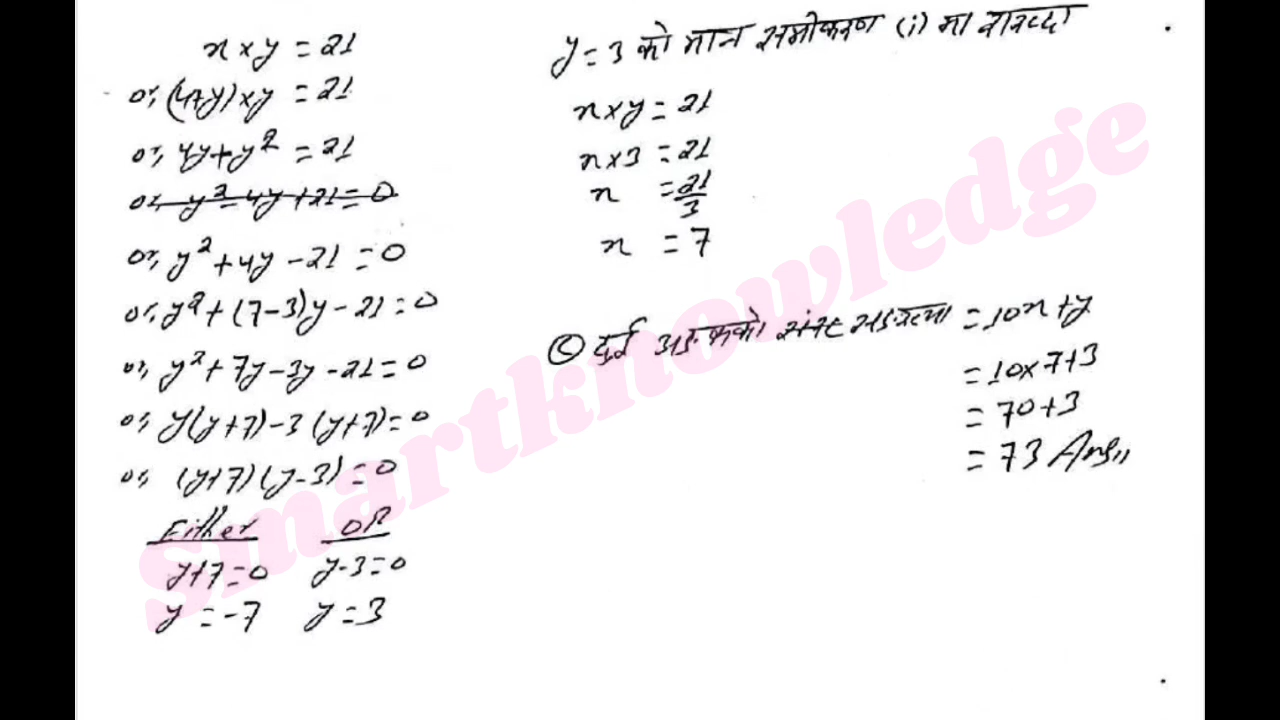 x × y = 21
or, (4+y) × y = 21
or, 4y + y² = 21
or, y² - 4y + 21 = 0
or, y² + 4y - 21 = 0
or, y² + (7-3)y - 21 = 0
or, y² + 7y - 3y - 21 = 0
or, y(y+7) - 3(y+7) = 0
or, (y+7)(y-3) = 0
Either OR
y+7=0 y-3=0
y = -7 y = 3
y = 3 को मान समीकरण (i) मा राख्दा
x × y = 21
x × 3 = 21
x = 21/3
x = 7
(c) दुई अङ्कको = 10x + y
= 10 × 7 + 3
= 70 + 3
= 73 Ans,,
smartknowledge